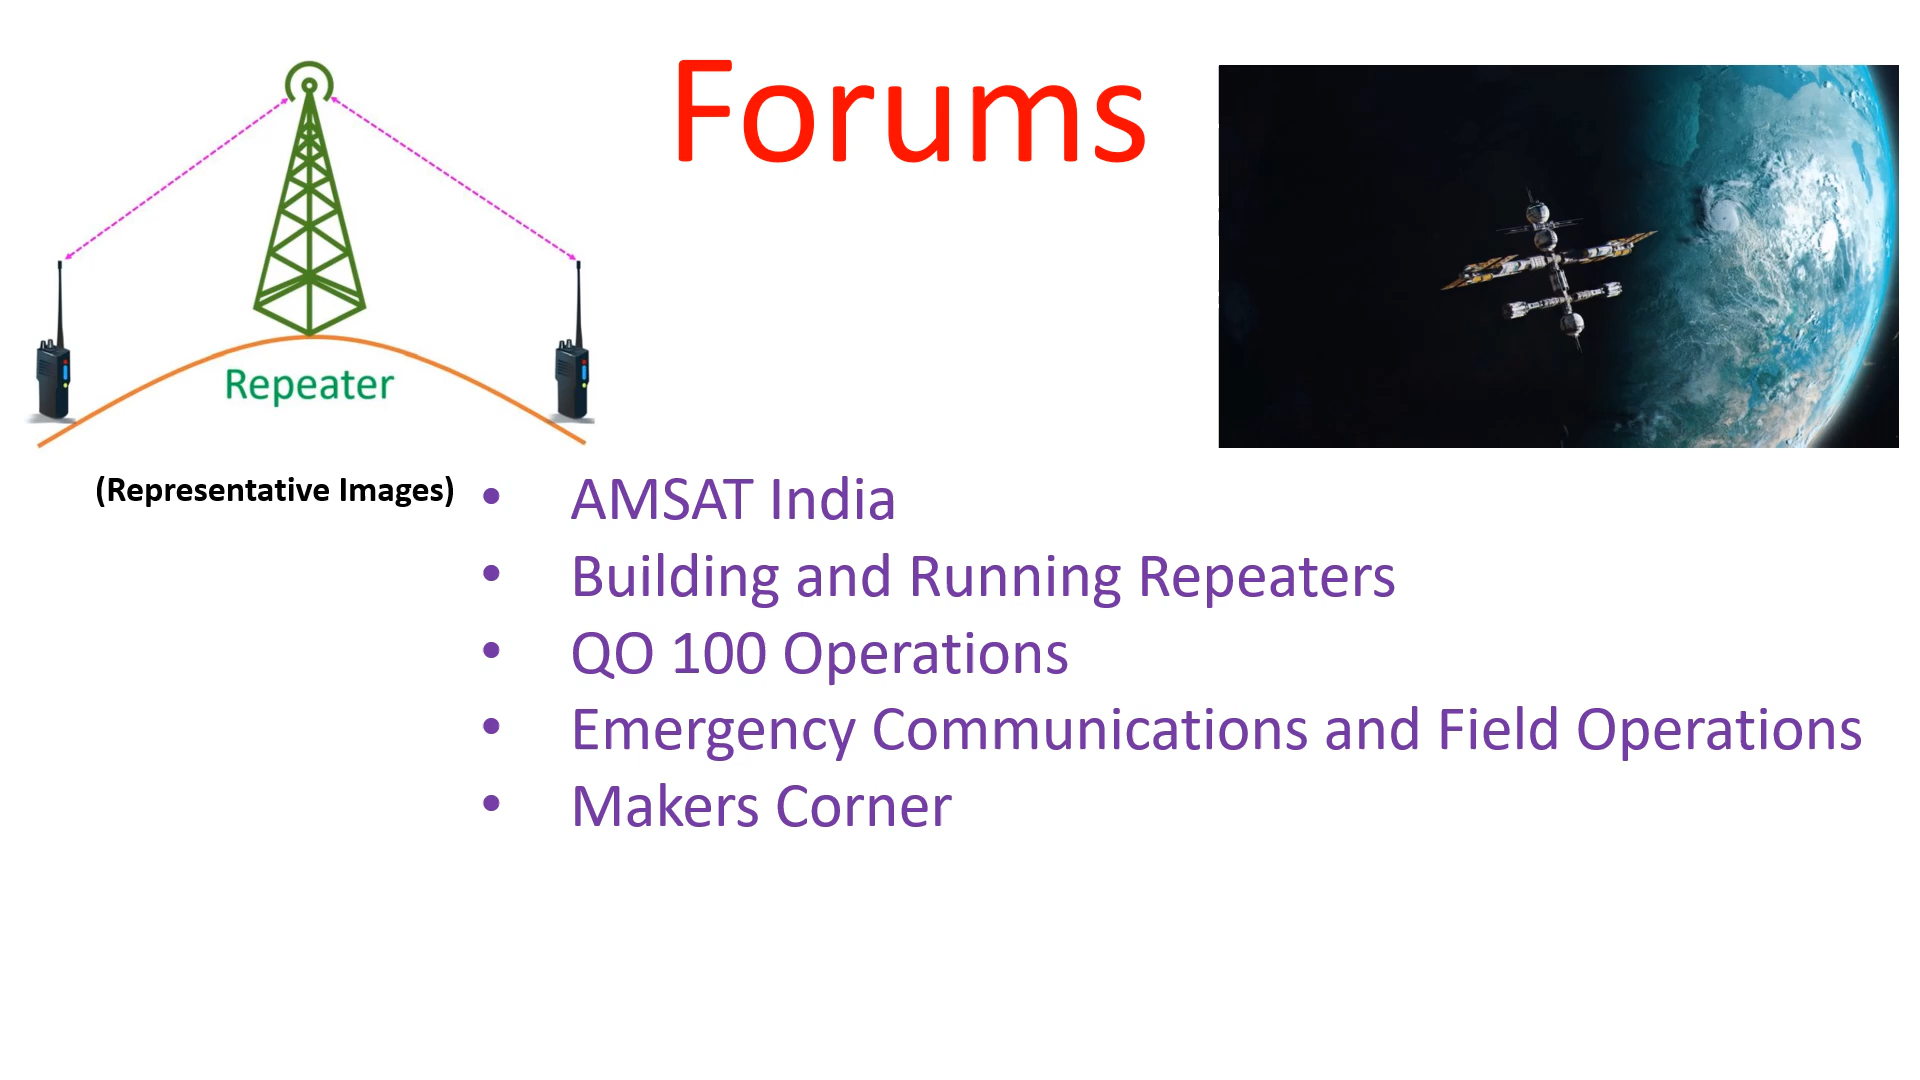 Forums
Repeater
(Representative Images)
• AMSAT India
• Building and Running Repeaters
• QO 100 Operations
• Emergency Communications and Field Operations
• Makers Corner